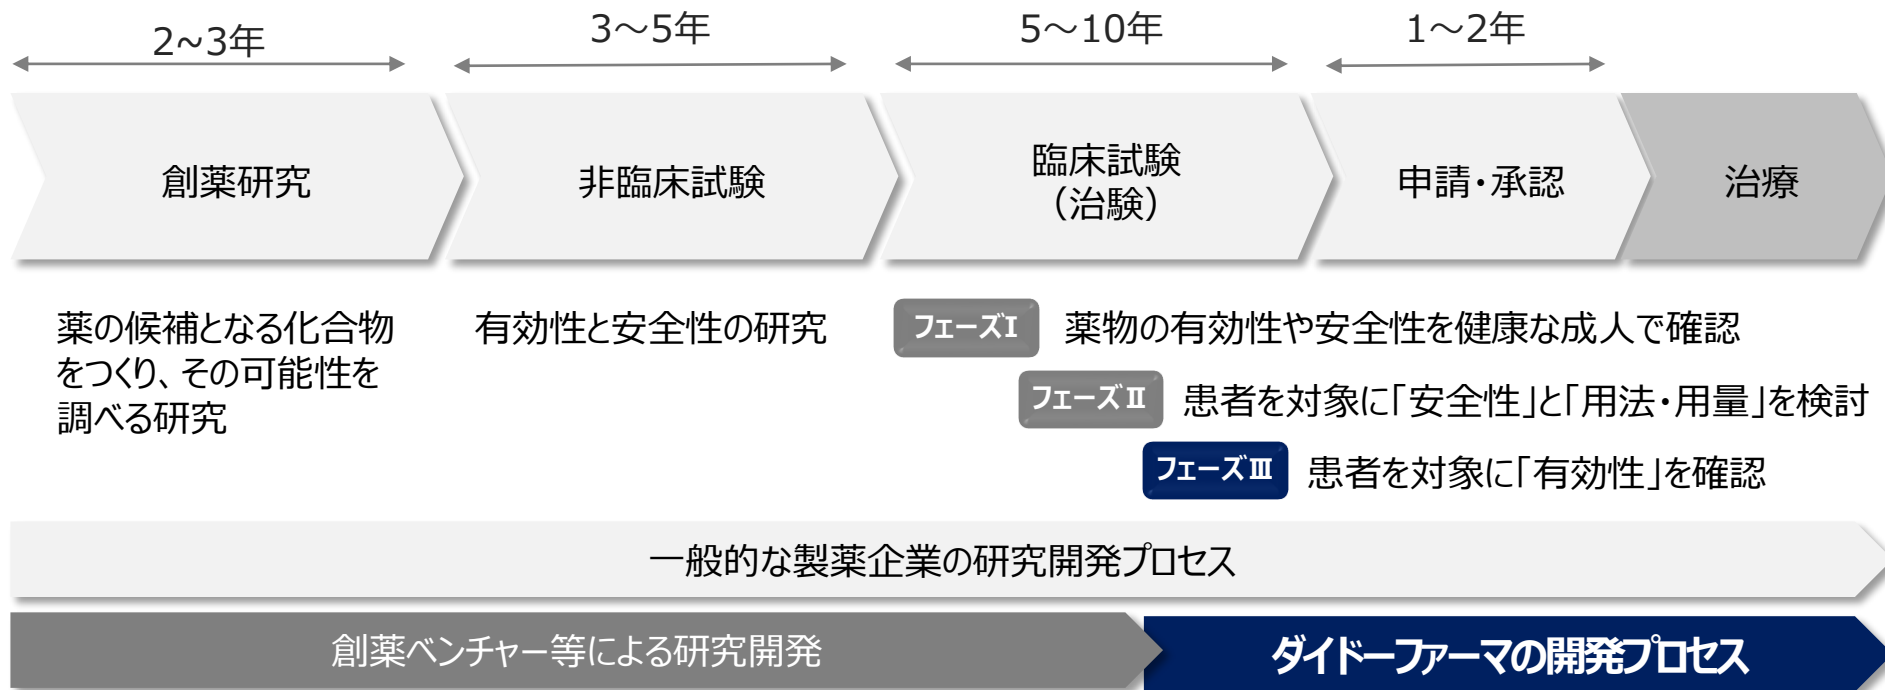 2~3年
3～5年
5～10年
1～2年
創薬研究
非臨床試験
臨床試験
（治験）
申請・承認
治療
薬の候補となる化合物
をつくり、その可能性を
調べる研究
有効性と安全性の研究
フェーズⅠ 薬物の有効性や安全性を健康な成人で確認
フェーズⅡ 患者を対象に「安全性」と「用法・用量」を検討
フェーズⅢ 患者を対象に「有効性」を確認
一般的な製薬企業の研究開発プロセス
創薬ベンチャー等による研究開発
ダイドーファーマの開発プロセス